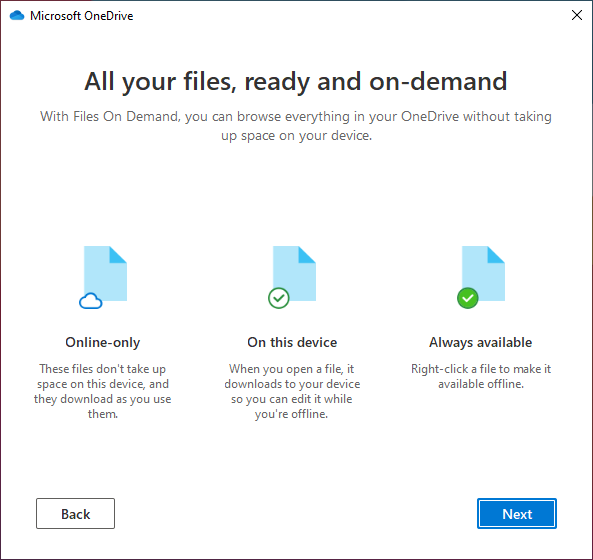 Microsoft OneDrive
All your files, ready and on-demand
With Files On Demand, you can browse everything in your OneDrive without taking
up space on your device.
Online-only
These files don't take up
space on this device, and
they download as you use
them.
On this device
When you open a file, it
downloads to your device
so you can edit it while
you're offline.
Always available
Right-click a file to make it
available offline.
Back
Next